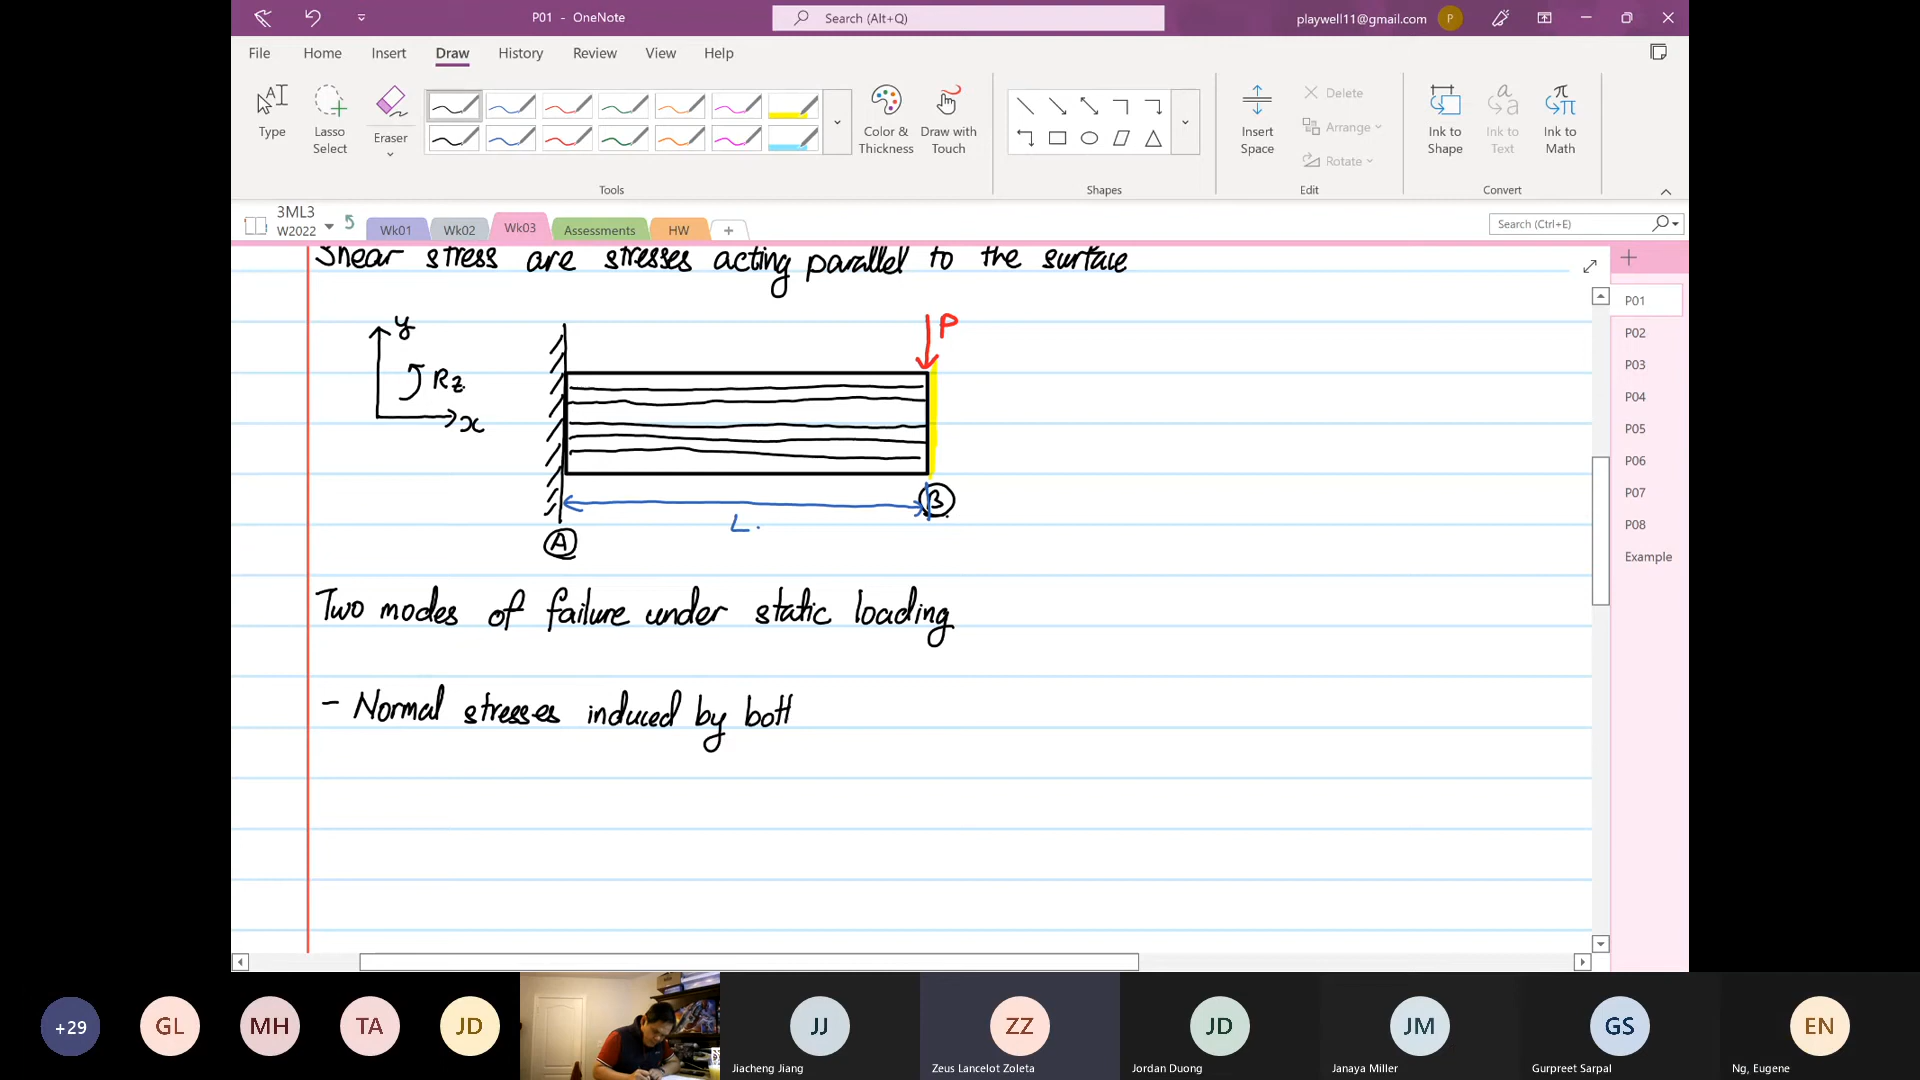 P01 - OneNote
Search (Alt+Q)
playwell11@gmail.com
P
File Home Insert Draw History Review View Help
Type
Lasso Select
Eraser
Color & Thickness
Draw with Touch
Insert Space
Delete
Arrange
Rotate
Ink to Shape
Ink to Text
Ink to Math
Tools
Shapes
Edit
Convert
3ML3
W2022
Wk01 Wk02 Wk03 Assessments HW
Search (Ctrl+E)
Shear stress are stresses acting parallel to the surface
y
P
Rz
x
B
L.
A
Two modes of failure under static loading
- Normal stresses induced by bott
P01
P02
P03
P04
P05
P06
P07
P08
Example
+29 GL MH TA JD JJ ZZ JD JM GS EN
Jiacheng Jiang
Zeus Lancelot Zoleta
Jordan Duong
Janaya Miller
Gurpreet Sarpal
Ng, Eugene